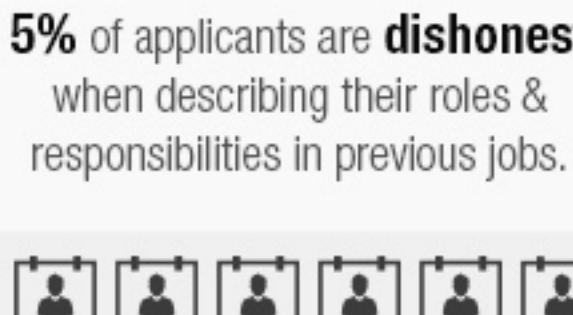 5% of applicants are dishones
when describing their roles &
responsibilities in previous jobs.